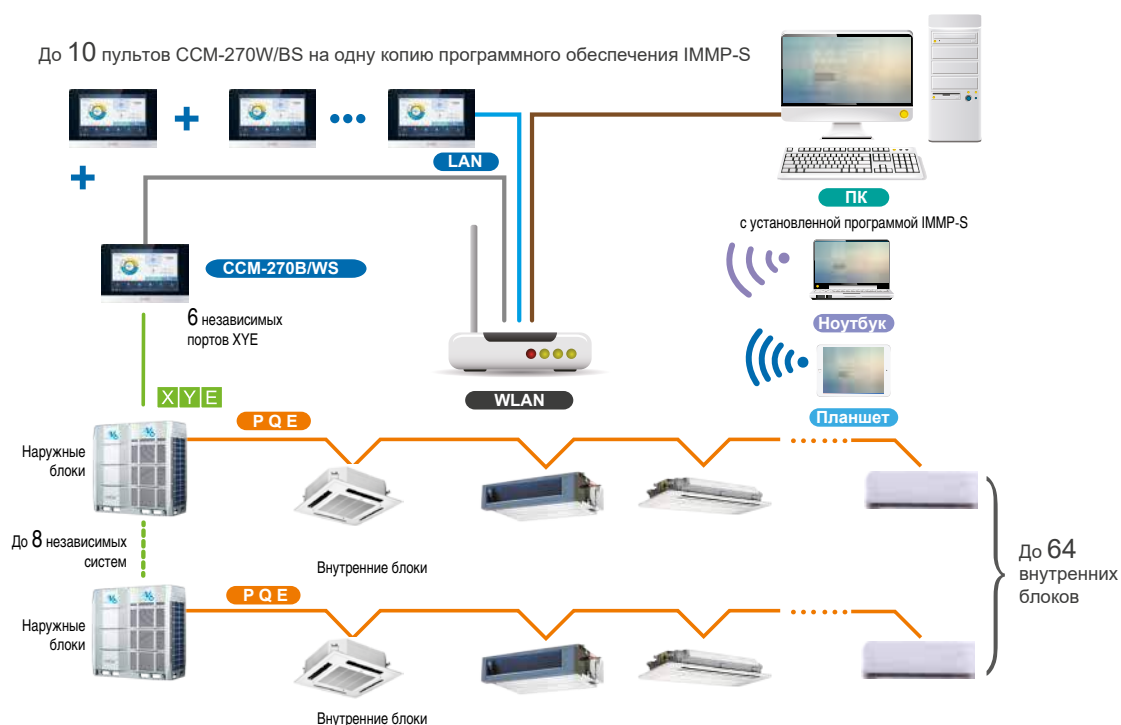 До 10 пультов CCM-270W/BS на одну копию программного обеспечения IMMP-S
LAN
ПК
с установленной программой IMMP-S
CCM-270B/WS
Ноутбук
6 независимых
портов XYE
WLAN
Планшет
X Y E
P Q E
Наружные
блоки
До 8 независимых
систем
Внутренние блоки
До 64
внутренних
блоков
P Q E
Наружные
блоки
Внутренние блоки